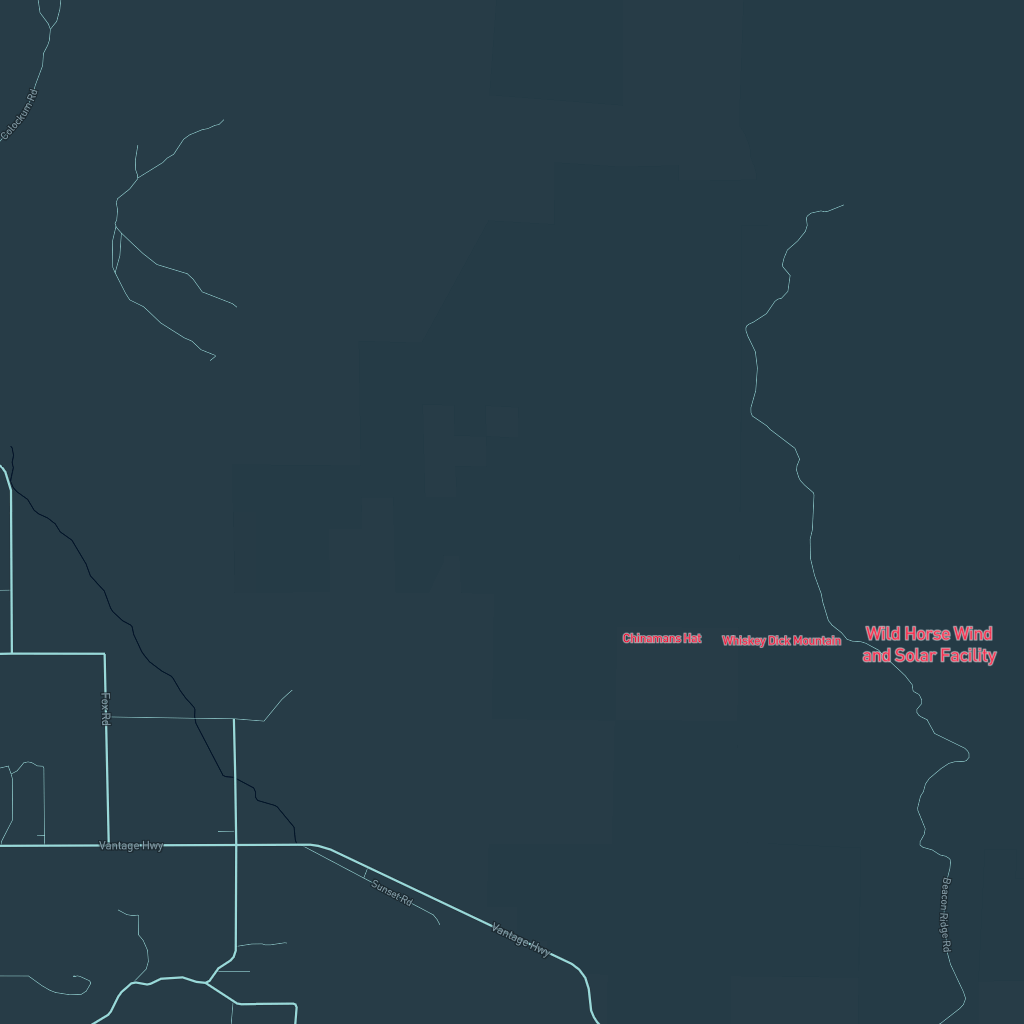 Colockum Rd
Chinamans Hat
Whiskey Dick Mountain
Wild Horse Wind
and Solar Facility
Fox Rd
Vantage Hwy
Sunset Rd
Vantage Hwy
Beacon Ridge Rd